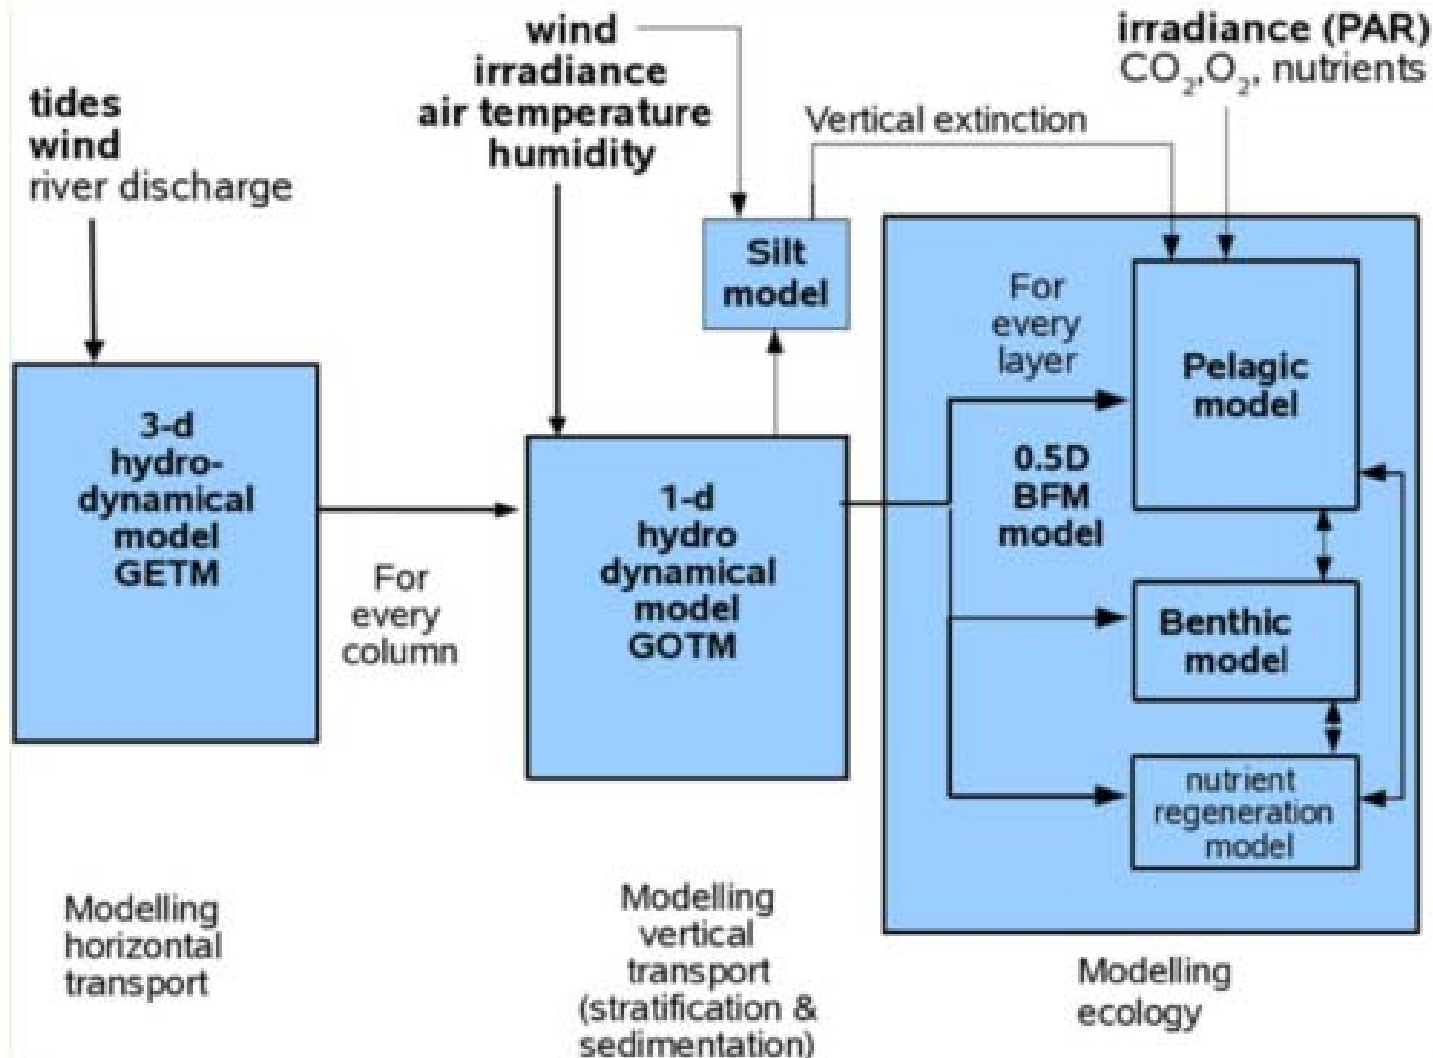 wind
irradiance
air temperature
humidity
irradiance (PAR)
CO₂,O₂, nutrients
tides
wind
river discharge
Vertical extinction
Silt
model
For
every
layer
Pelagic
model
3-d
hydro-
dynamical
model
GETM
For
every
column
1-d
hydro
dynamical
model
GOTM
0.5D
BFM
model
Benthic
model
nutrient
regeneration
model
Modelling
horizontal
transport
Modelling
vertical
transport
(stratification &
sedimentation)
Modelling
ecology